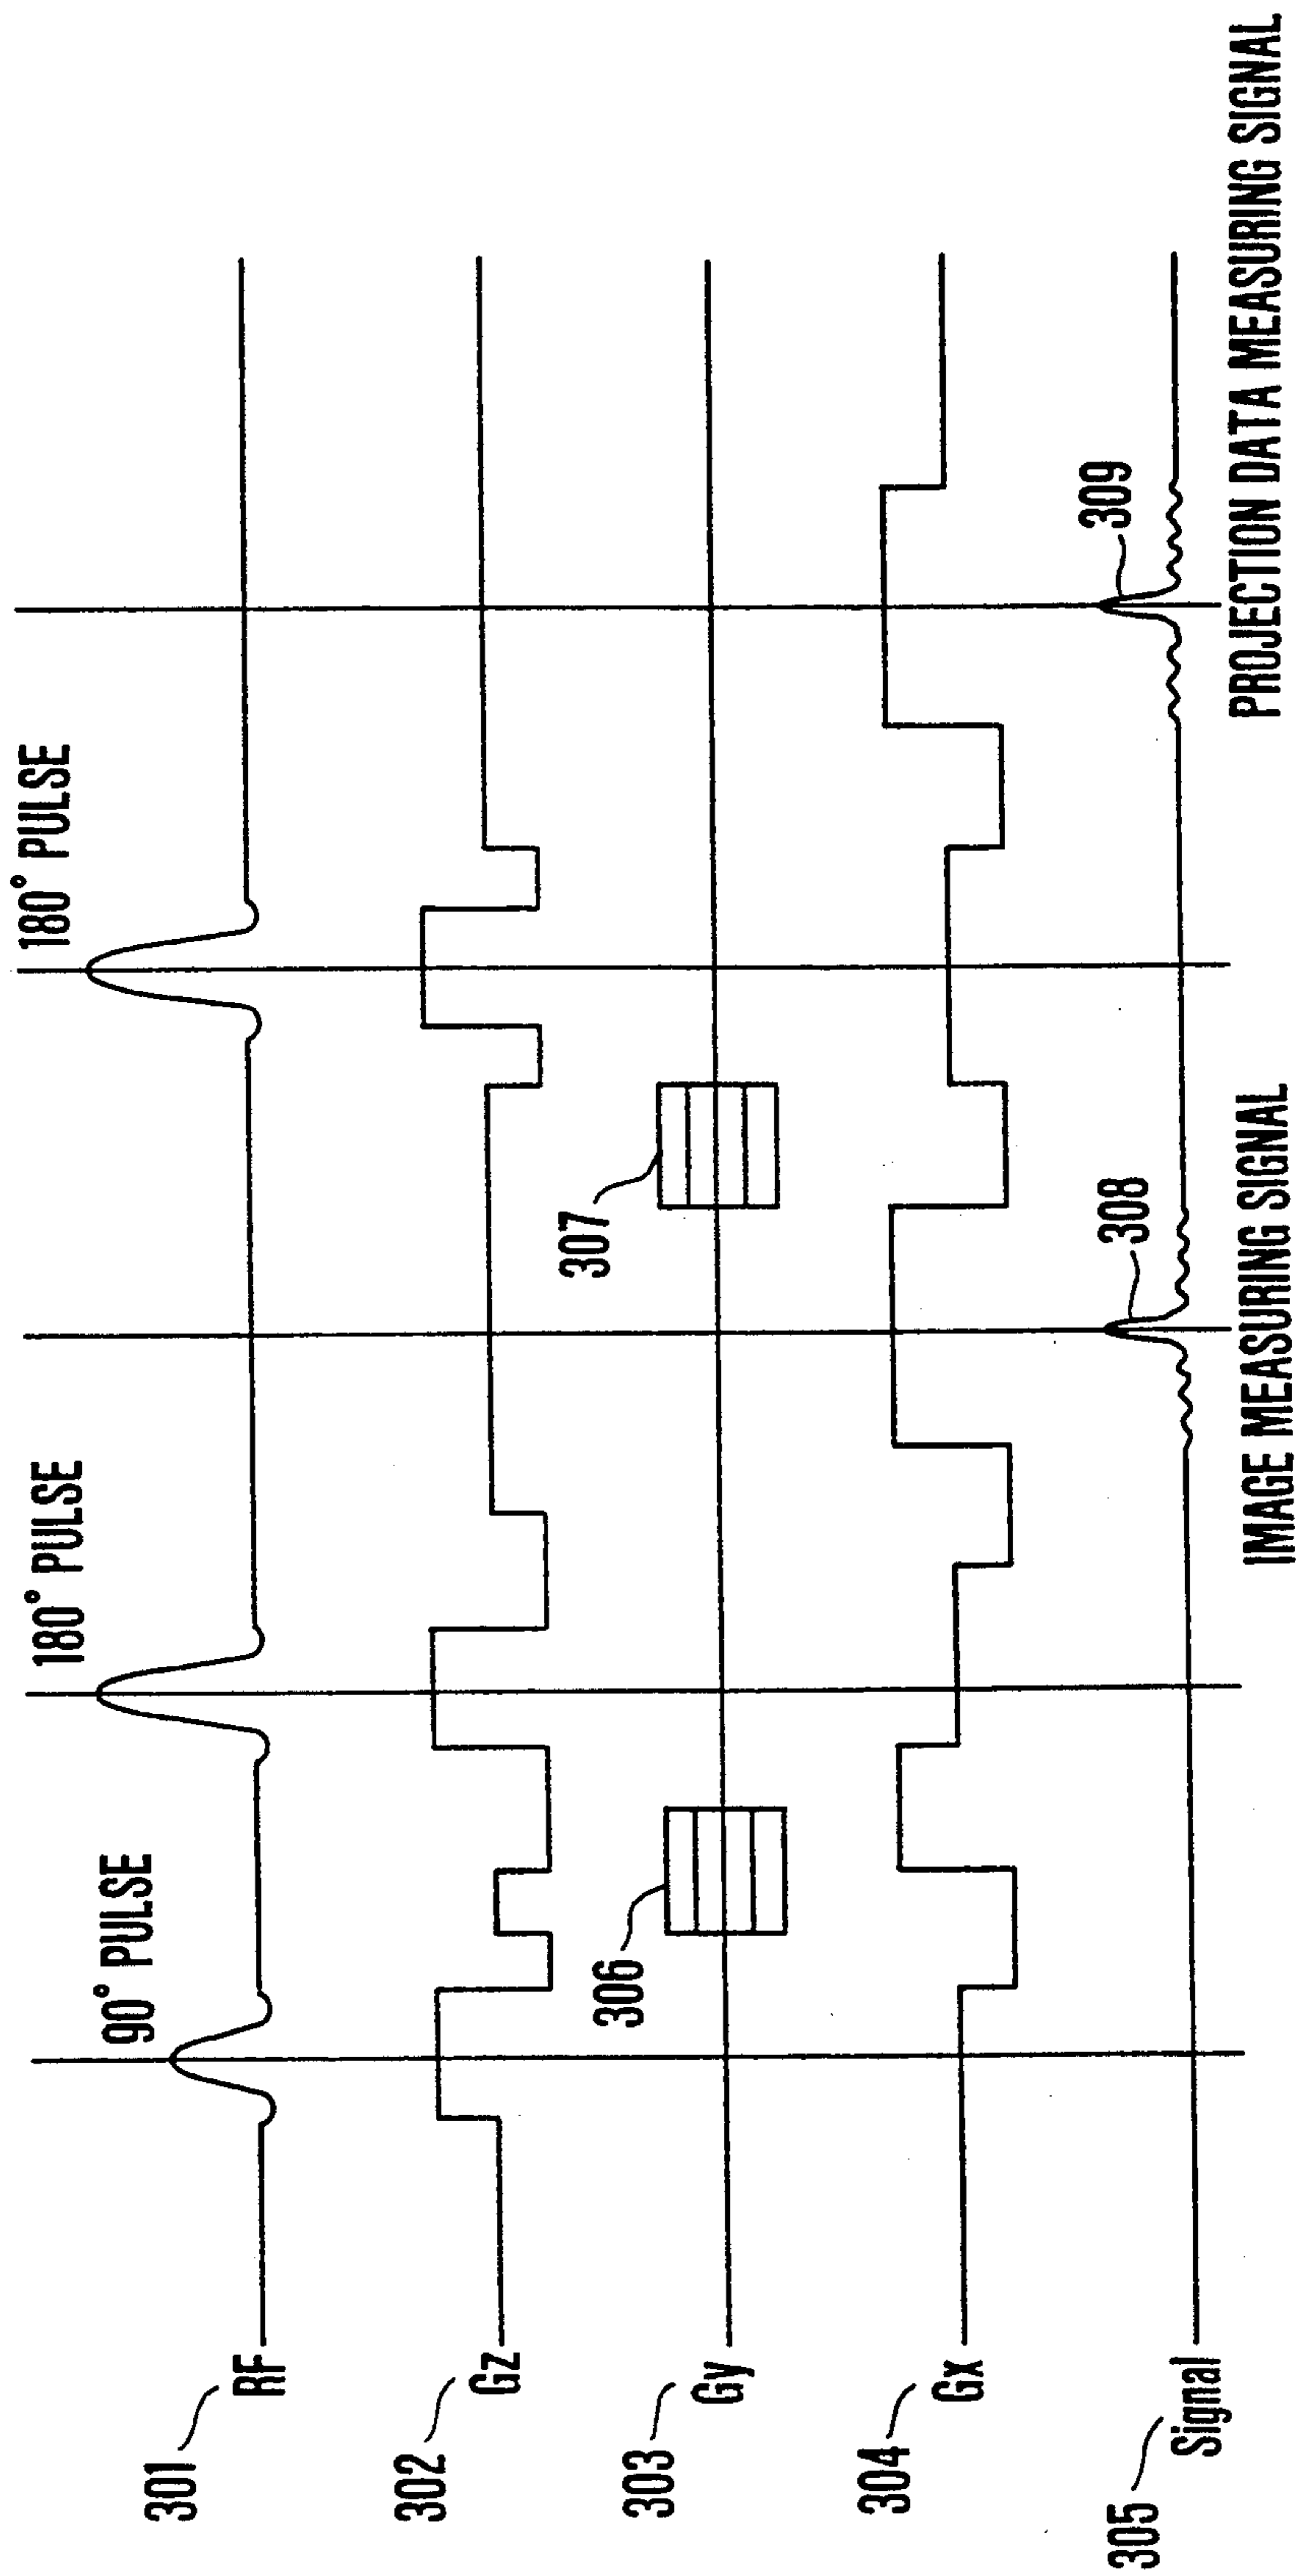 90° PULSE
180° PULSE
180° PULSE
301
RF
302
Gz
303
Gy
306
307
304
Gx
305
Signal
308
309
IMAGE MEASURING SIGNAL
PROJECTION DATA MEASURING SIGNAL